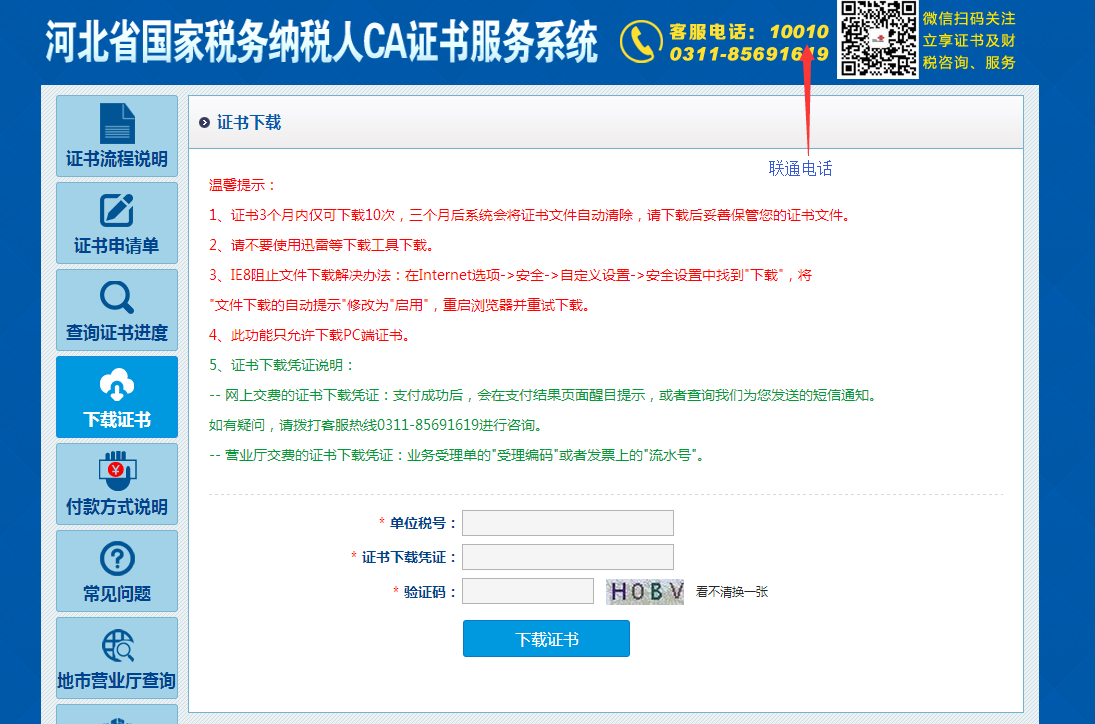 河北省国家税务纳税人CA证书服务系统
客服电话：10010
0311-85691619
微信扫码关注
立享证书及财
税咨询、服务
联通电话
证书流程说明
证书申请单
查询证书进度
下载证书
付款方式说明
常见问题
地市营业厅查询
证书下载
温馨提示：
1、证书3个月内仅可下载10次，三个月后系统会将证书文件自动清除，请下载后妥善保管您的证书文件。
2、请不要使用迅雷等下载工具下载。
3、IE8阻止文件下载解决办法：在Internet选项->安全->自定义设置->安全设置中找到"下载"，将
"文件下载的自动提示"修改为"启用"，重启浏览器并重试下载。
4、此功能只允许下载PC端证书。
5、证书下载凭证说明：
-- 网上交费的证书下载凭证：支付成功后，会在支付结果页面醒目提示，或者查询我们为您发送的短信通知。
如有疑问，请拨打客服热线0311-85691619进行咨询。
-- 营业厅交费的证书下载凭证：业务受理单的"受理编码"或者发票上的"流水号"。
* 单位税号：
* 证书下载凭证：
* 验证码： HOBV 看不清换一张
下载证书